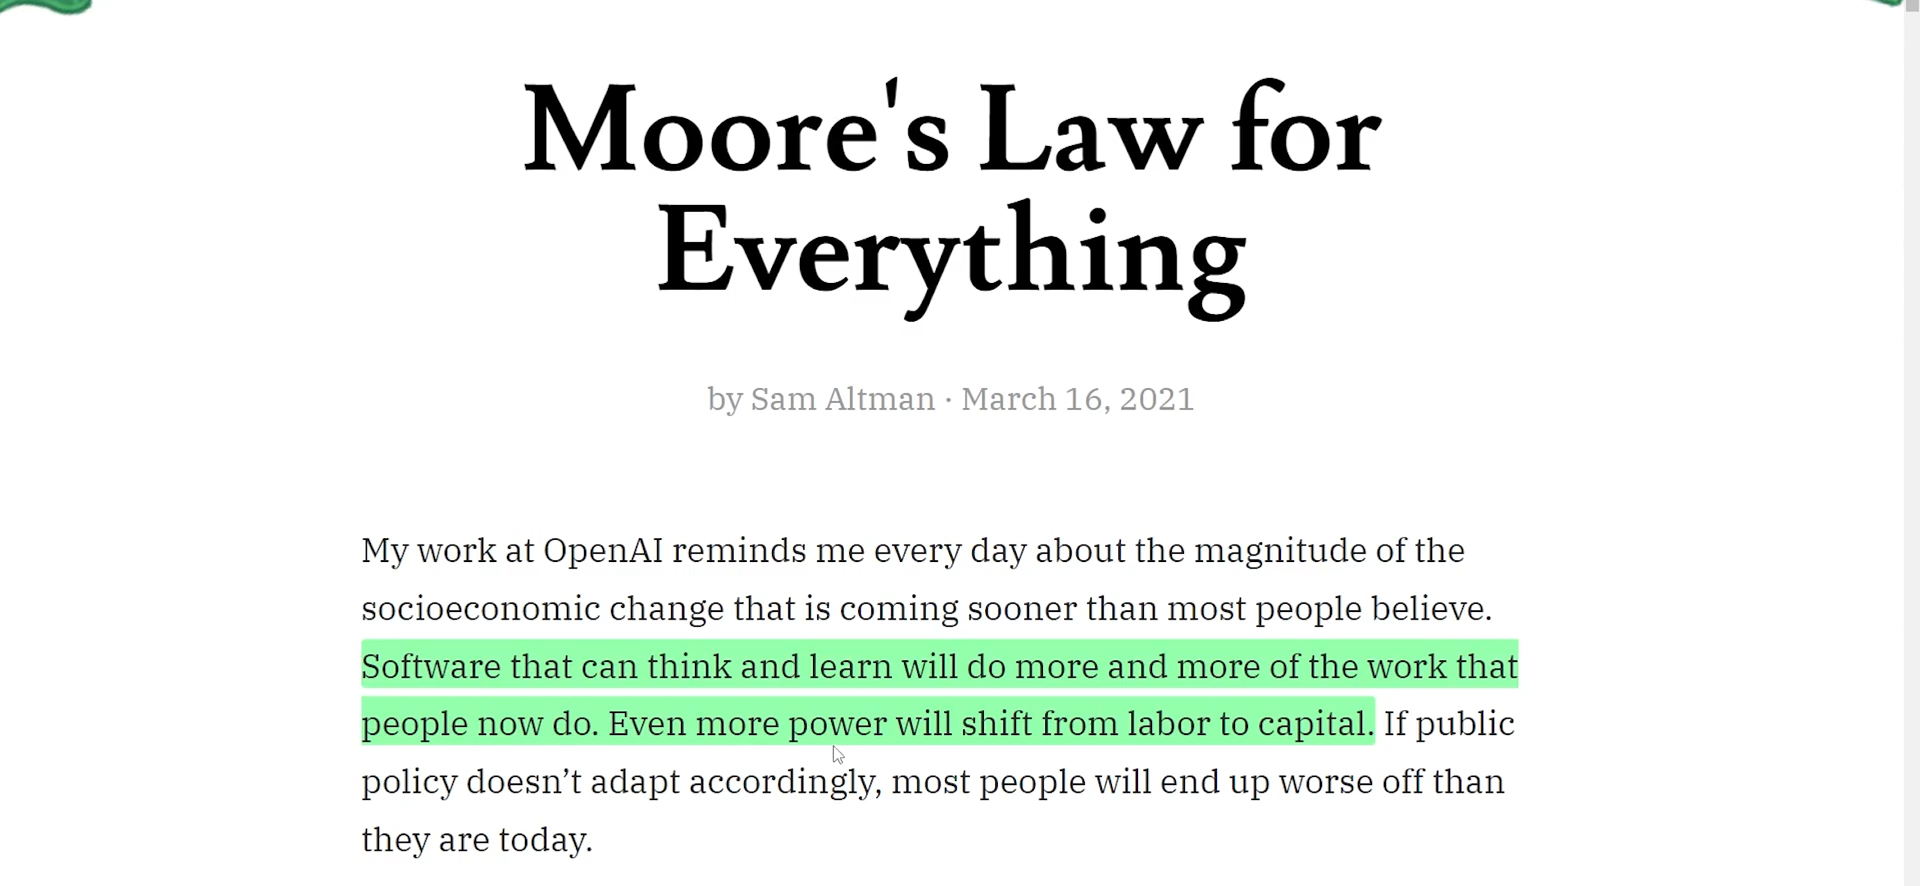 Moore's Law for
Everything
by Sam Altman · March 16, 2021
My work at OpenAI reminds me every day about the magnitude of the
socioeconomic change that is coming sooner than most people believe.
Software that can think and learn will do more and more of the work that
people now do. Even more power will shift from labor to capital. If public
policy doesn’t adapt accordingly, most people will end up worse off than
they are today.